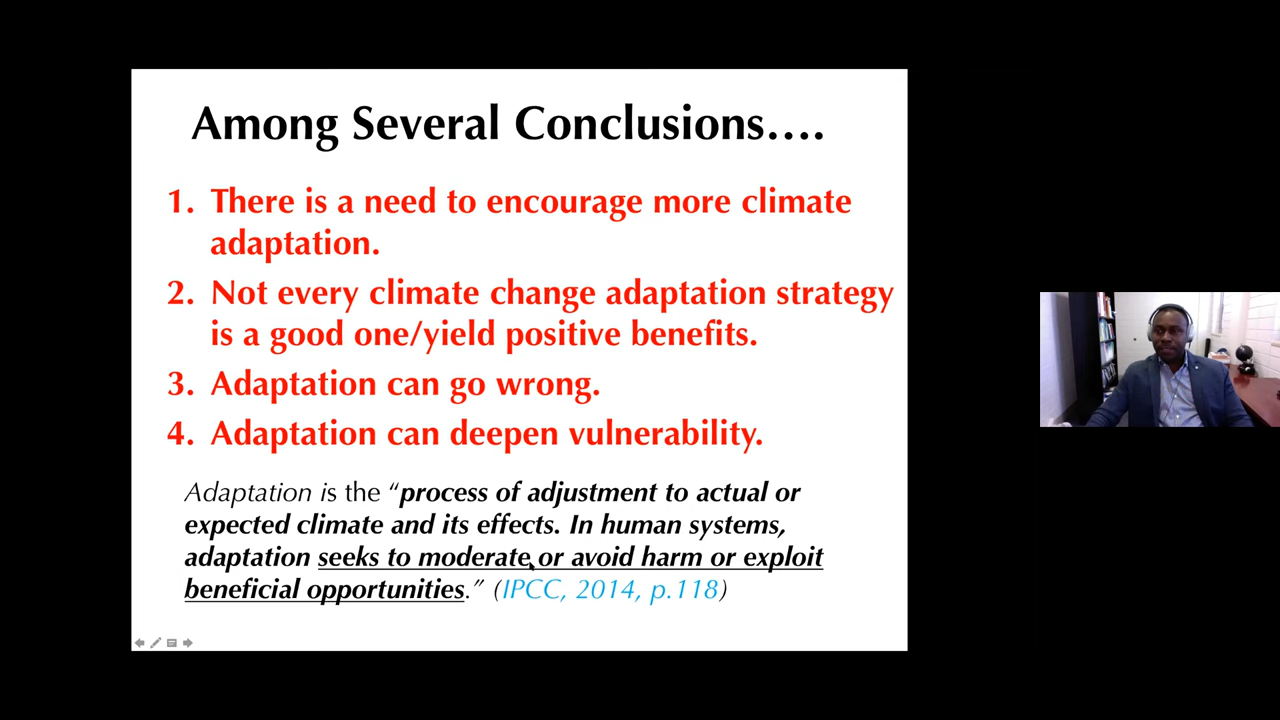 Among Several Conclusions….
1. There is a need to encourage more climate
adaptation.
2. Not every climate change adaptation strategy
is a good one/yield positive benefits.
3. Adaptation can go wrong.
4. Adaptation can deepen vulnerability.
Adaptation is the “process of adjustment to actual or
expected climate and its effects. In human systems,
adaptation seeks to moderate or avoid harm or exploit
beneficial opportunities.” (IPCC, 2014, p.118)